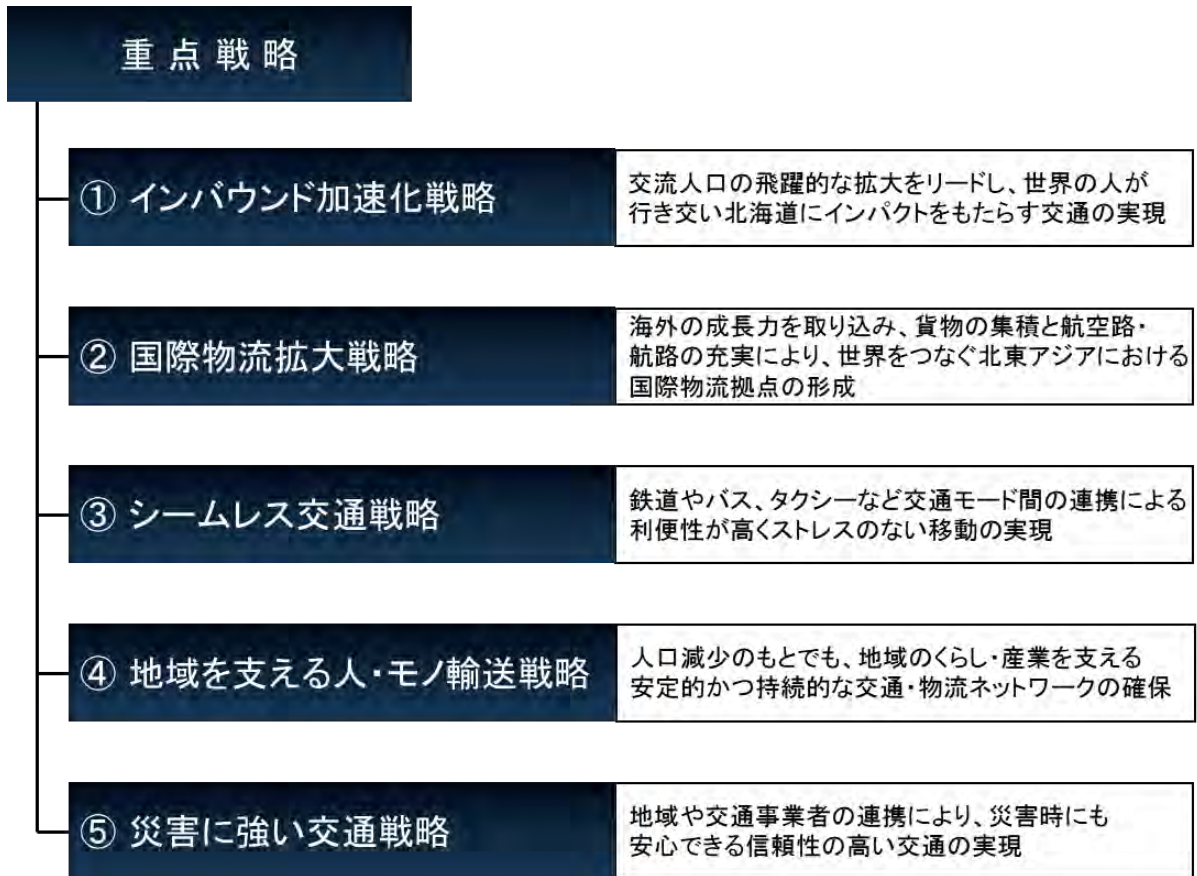 重点戦略
① インバウンド加速化戦略
交流人口の飛躍的な拡大をリードし、世界の人が
行き交い北海道にインパクトをもたらす交通の実現
② 国際物流拡大戦略
海外の成長力を取り込み、貨物の集積と航空路・
航路の充実により、世界をつなぐ北東アジアにおける
国際物流拠点の形成
③ シームレス交通戦略
鉄道やバス、タクシーなど交通モード間の連携による
利便性が高くストレスのない移動の実現
④ 地域を支える人・モノ輸送戦略
人口減少のもとでも、地域のくらし・産業を支える
安定的かつ持続的な交通・物流ネットワークの確保
⑤ 災害に強い交通戦略
地域や交通事業者の連携により、災害時にも
安心できる信頼性の高い交通の実現